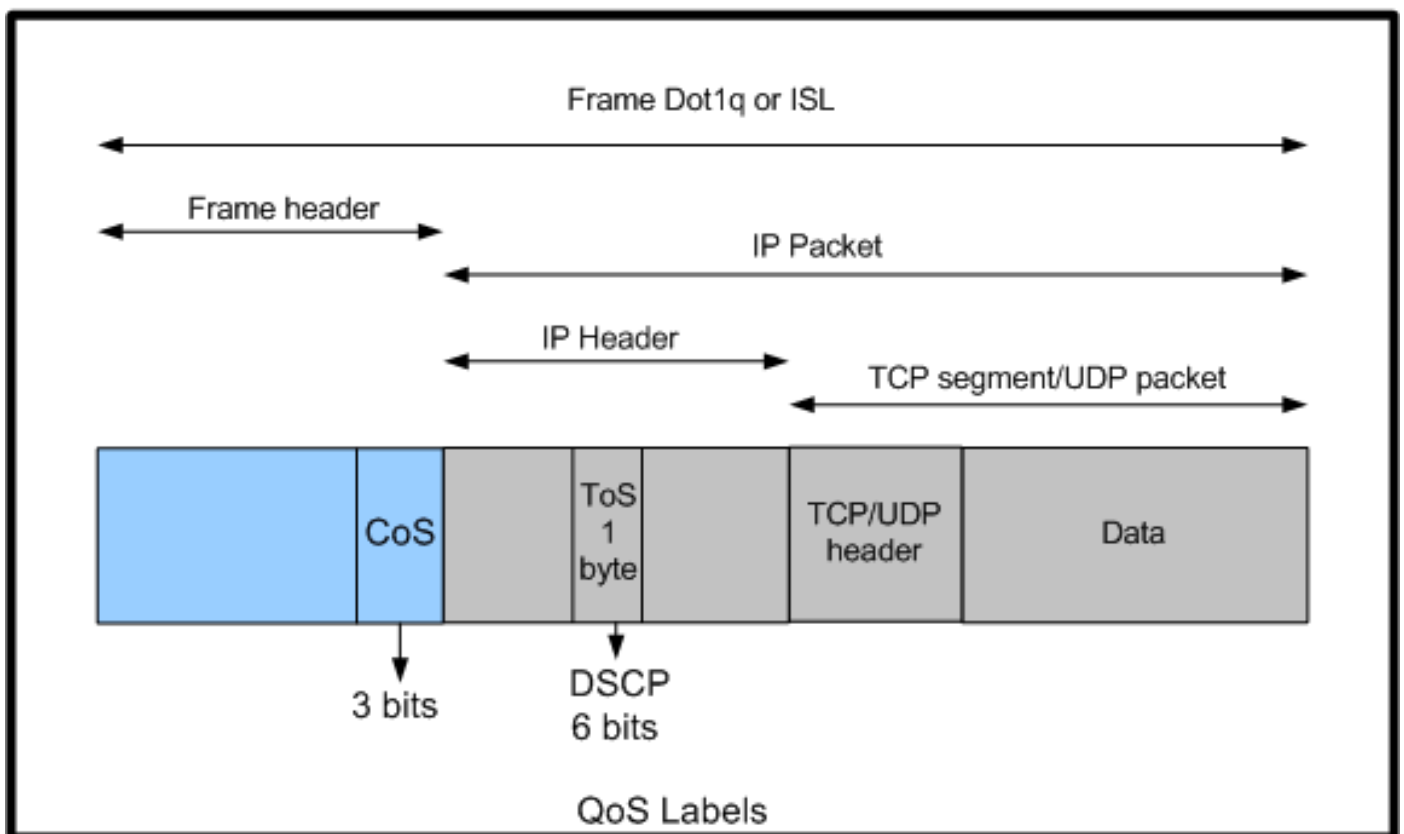 Frame Dot1q or ISL
Frame header
IP Packet
IP Header
TCP segment/UDP packet
CoS
ToS
1
byte
TCP/UDP
header
Data
3 bits
DSCP
6 bits
QoS Labels